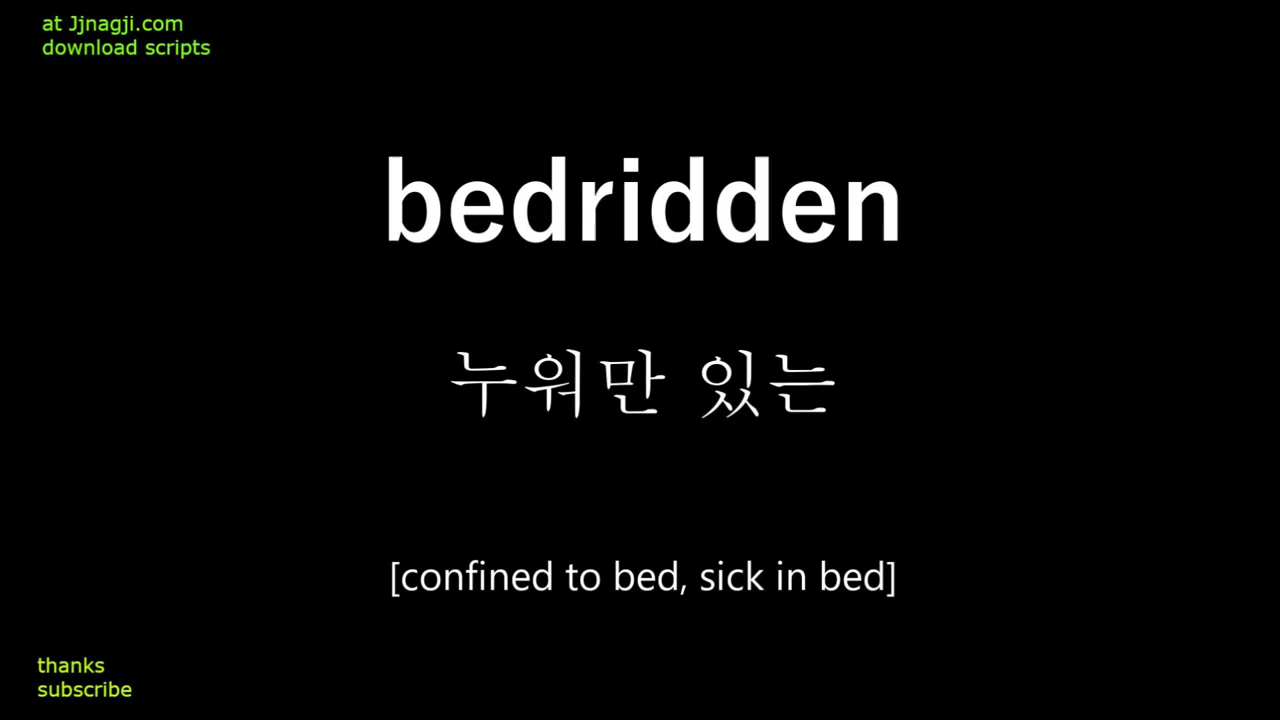 at Jjnagji.com
download scripts
bedridden
누워만 있는
[confined to bed, sick in bed]
thanks
subscribe